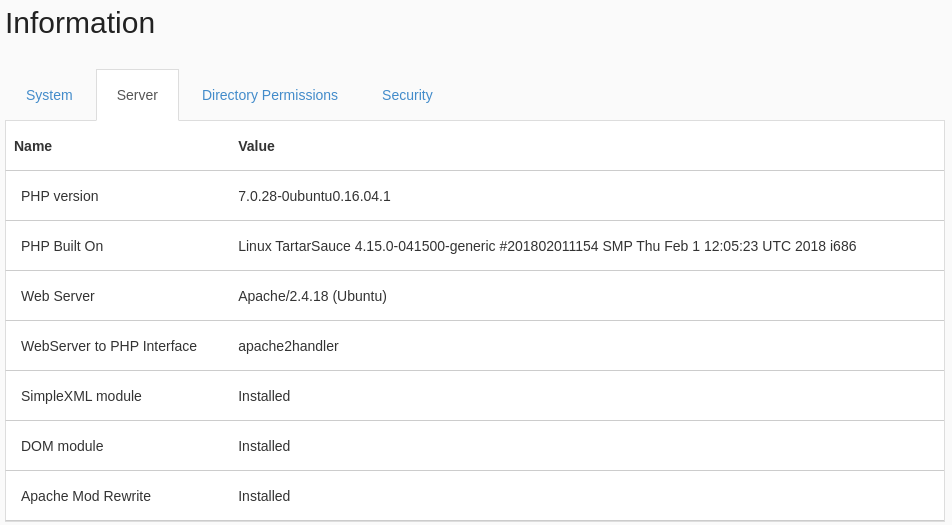 Information
System Server Directory Permissions Security
Name Value
PHP version 7.0.28-0ubuntu0.16.04.1
PHP Built On Linux TartarSauce 4.15.0-041500-generic #201802011154 SMP Thu Feb 1 12:05:23 UTC 2018 i686
Web Server Apache/2.4.18 (Ubuntu)
WebServer to PHP Interface apache2handler
SimpleXML module Installed
DOM module Installed
Apache Mod Rewrite Installed